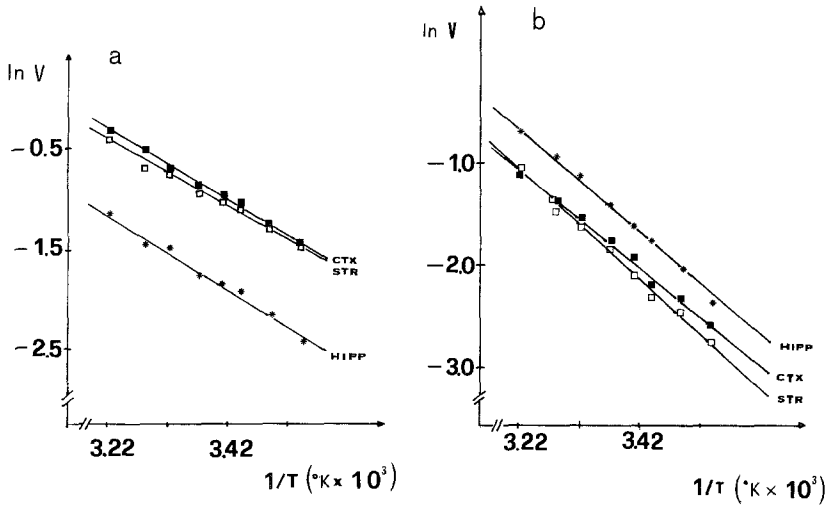 a
ln V
-0.5
-1.5
-2.5
CTX
STR
HIPP
3.22
3.42
1/T (°K x 10³)
b
ln V
-1.0
-2.0
-3.0
HIPP
CTX
STR
3.22
3.42
1/T (°K x 10³)